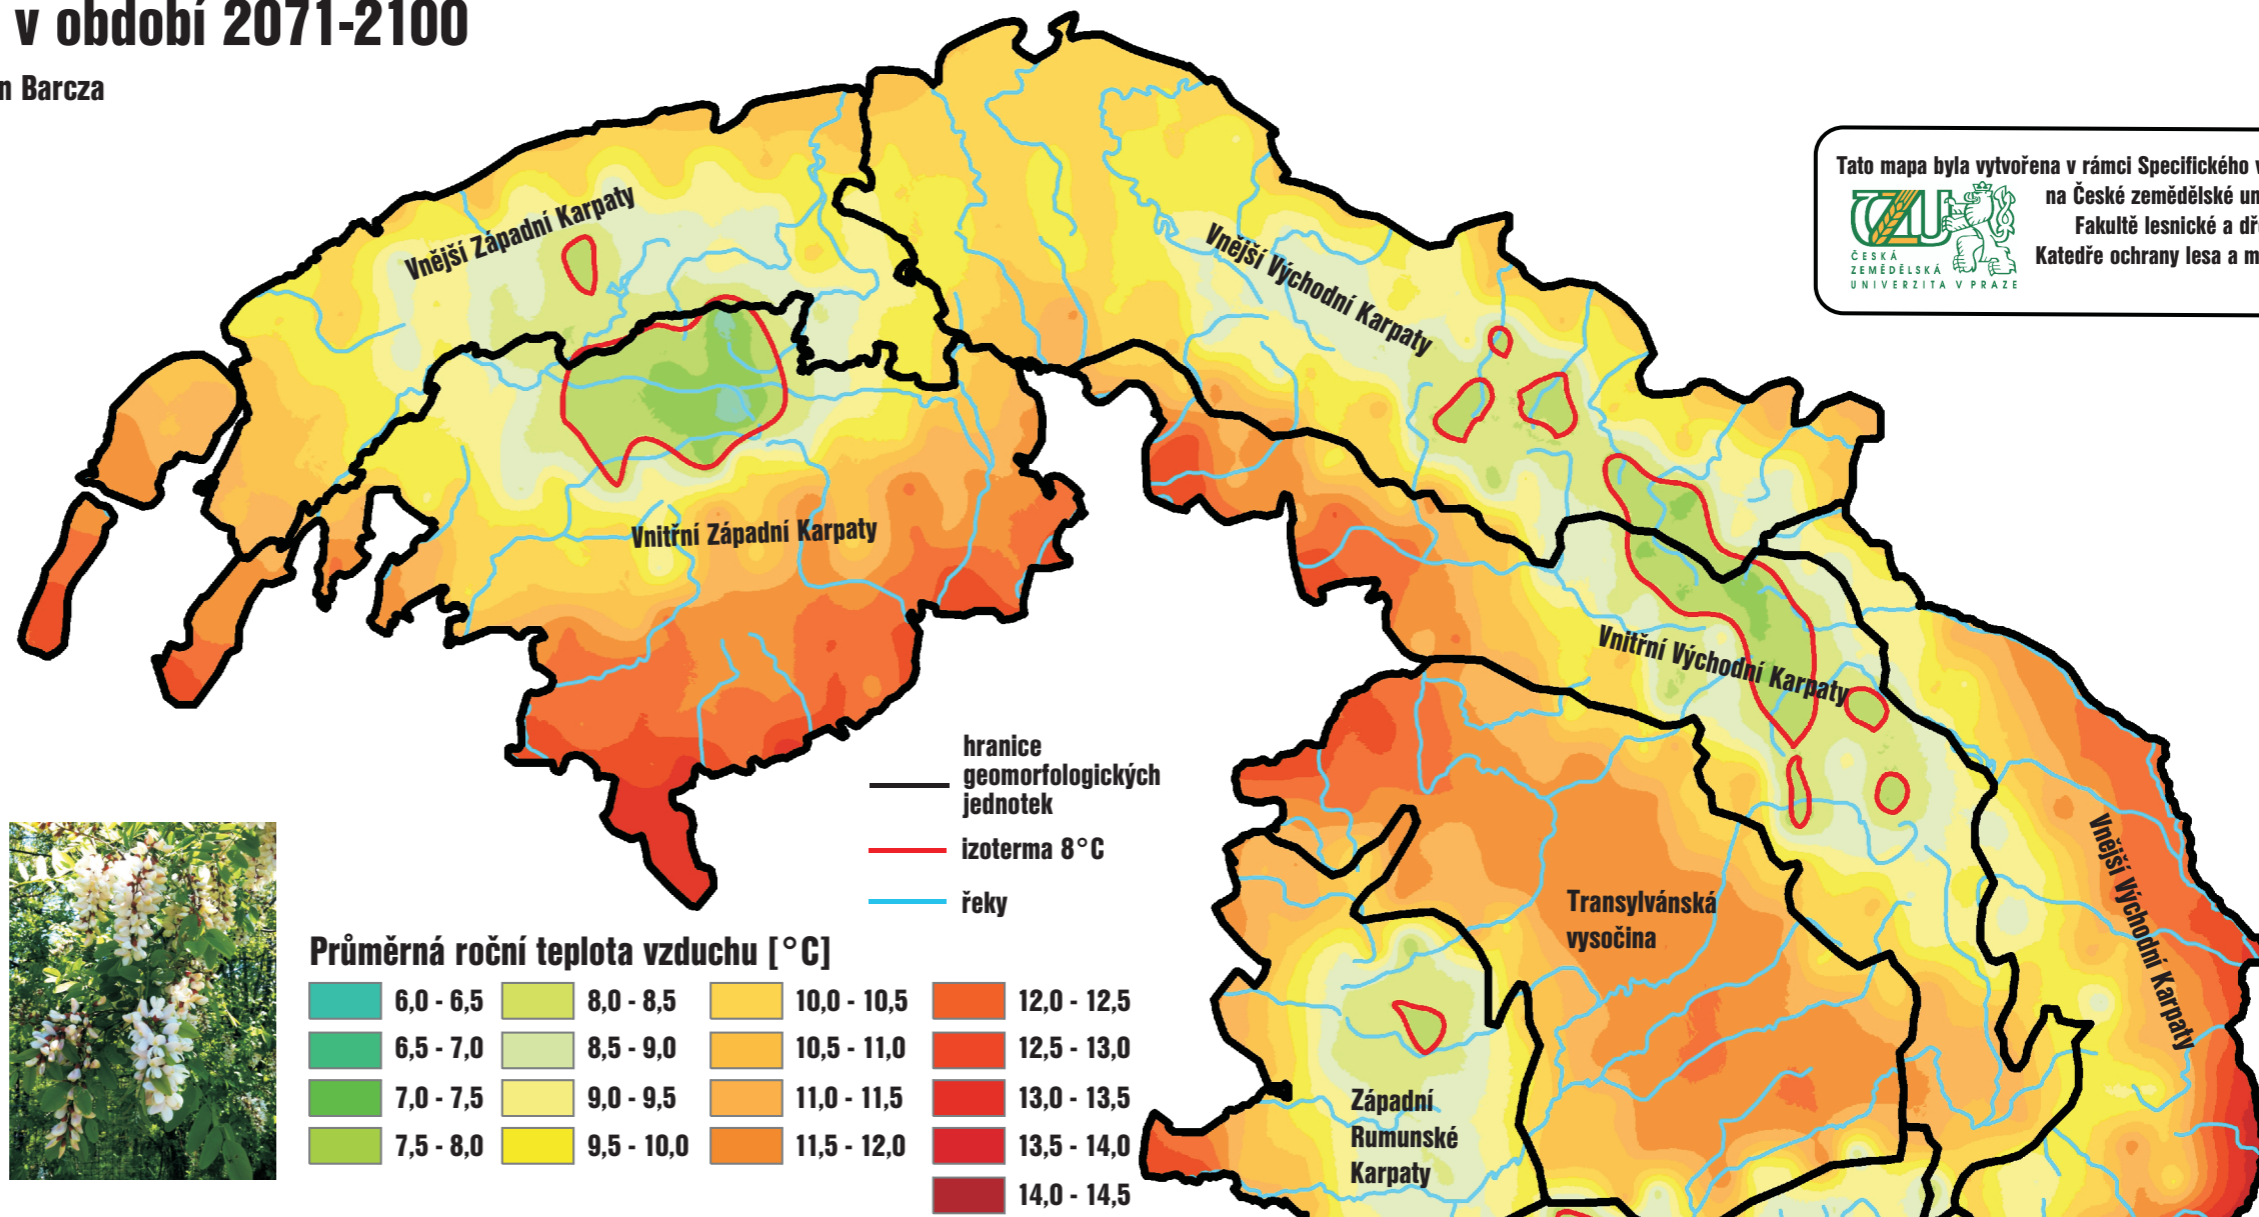 v období 2071-2100
n Barcza
Tato mapa byla vytvořena v rámci Specifického v
na České zemědělské un
Fakultě lesnické a dř
Katedře ochrany lesa a m
ČZU
ČESKÁ
ZEMĚDĚLSKÁ
UNIVERZITA V PRAZE
Vnější Západní Karpaty
Vnější Východní Karpaty
Vnitřní Západní Karpaty
Vnitřní Východní Karpaty
Vnější Východní Karpaty
Transylvánská
vysočina
Západní
Rumunské
Karpaty
hranice
geomorfologických
jednotek
izoterma 8°C
řeky
Průměrná roční teplota vzduchu [°C]
6,0 - 6,5
6,5 - 7,0
7,0 - 7,5
7,5 - 8,0
8,0 - 8,5
8,5 - 9,0
9,0 - 9,5
9,5 - 10,0
10,0 - 10,5
10,5 - 11,0
11,0 - 11,5
11,5 - 12,0
12,0 - 12,5
12,5 - 13,0
13,0 - 13,5
13,5 - 14,0
14,0 - 14,5